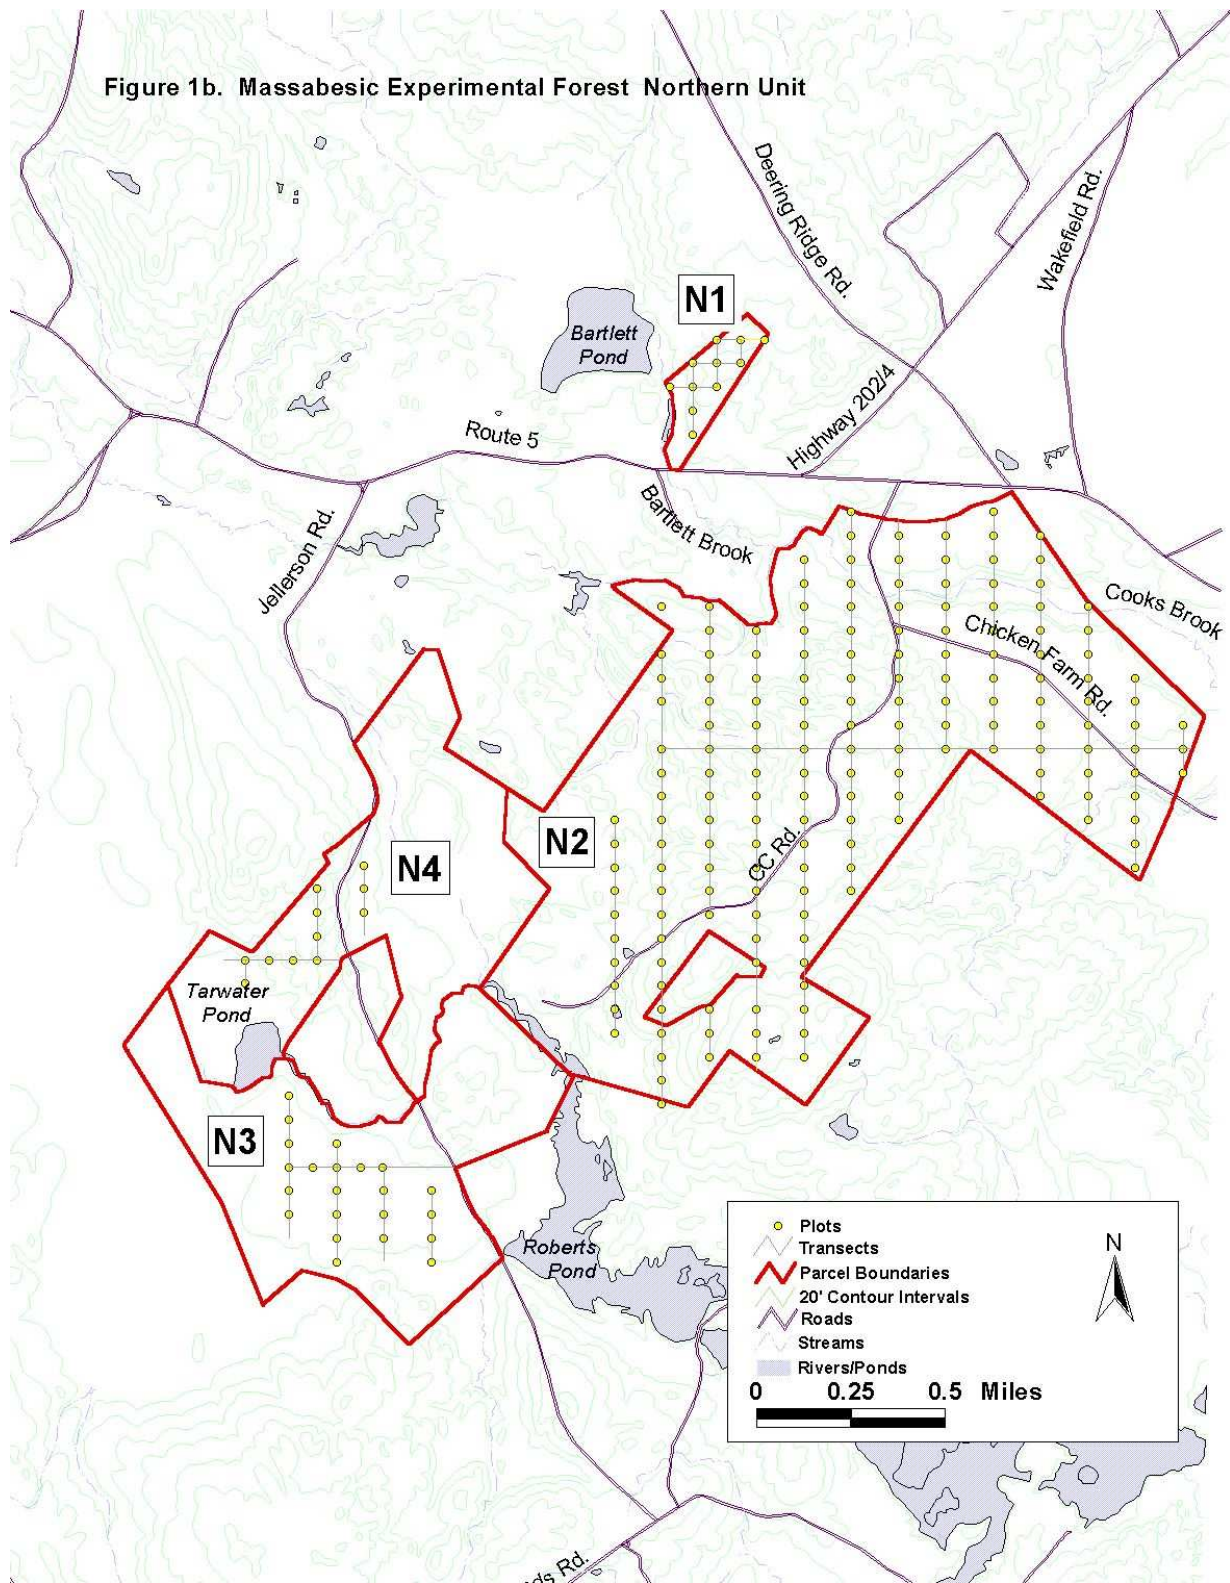 Figure 1b. Massabesic Experimental Forest Northern Unit
Deering Ridge Rd.
Wakefield Rd.
N1
Bartlett
Pond
Highway 202/4
Route 5
Bartlett Brook
Jellerson Rd.
Cooks Brook
Chicken Farm Rd.
N2
CC Rd.
N4
Tarwater
Pond
N3
Roberts
Pond
Plots
Transects
Parcel Boundaries
20' Contour Intervals
Roads
Streams
Rivers/Ponds
N
0 0.25 0.5 Miles
ds Rd.